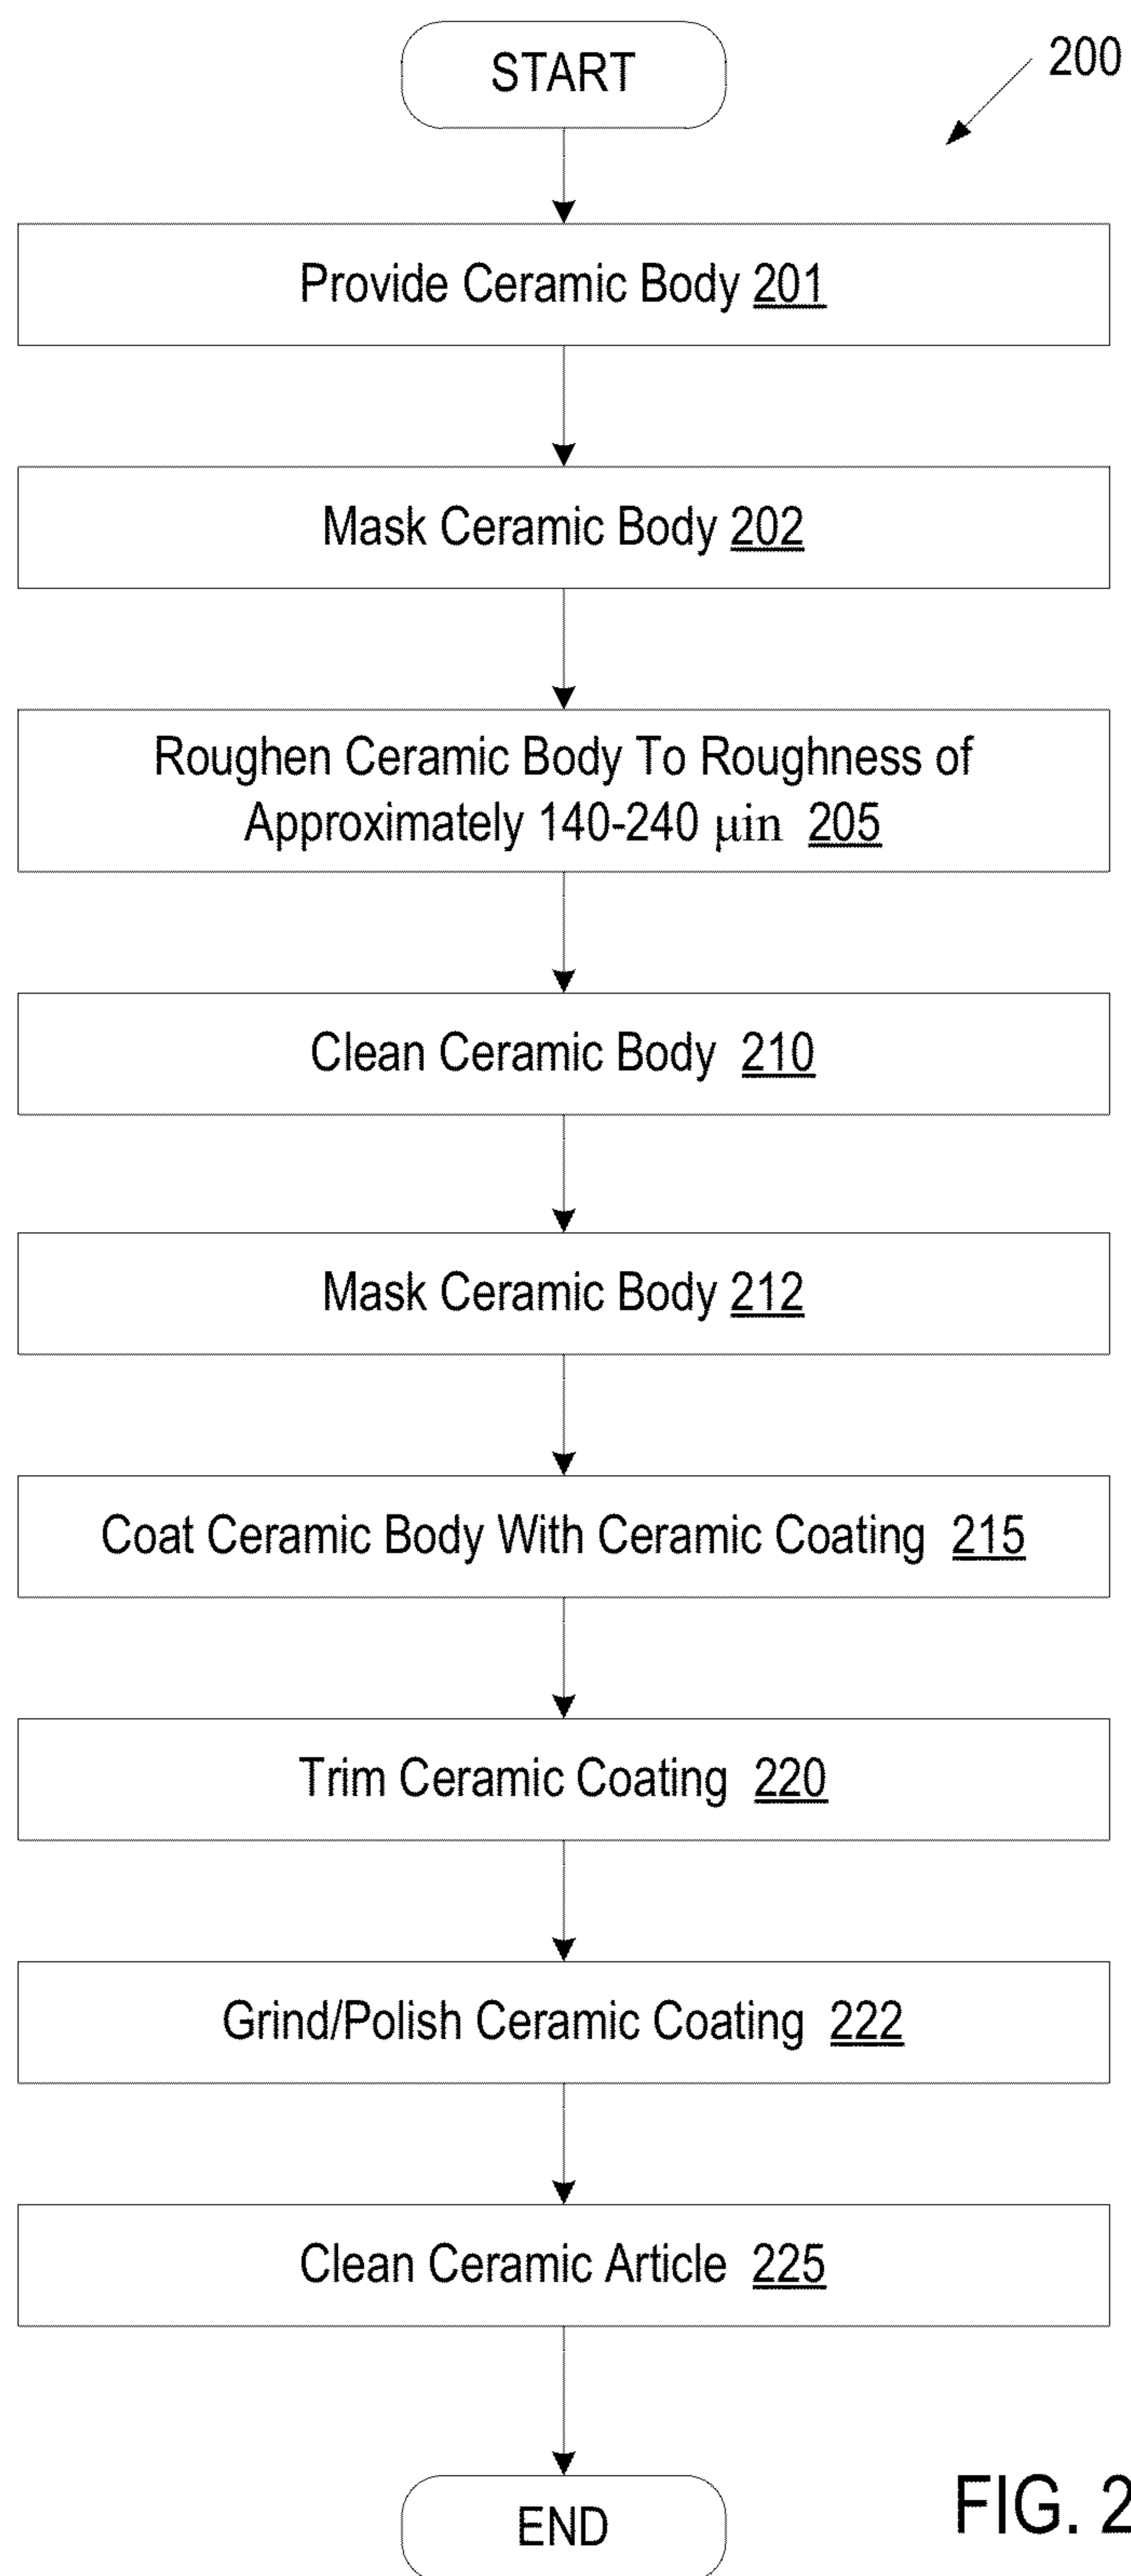 START
200
Provide Ceramic Body 201
Mask Ceramic Body 202
Roughen Ceramic Body To Roughness of
Approximately 140-240 μin 205
Clean Ceramic Body 210
Mask Ceramic Body 212
Coat Ceramic Body With Ceramic Coating 215
Trim Ceramic Coating 220
Grind/Polish Ceramic Coating 222
Clean Ceramic Article 225
END
FIG. 2